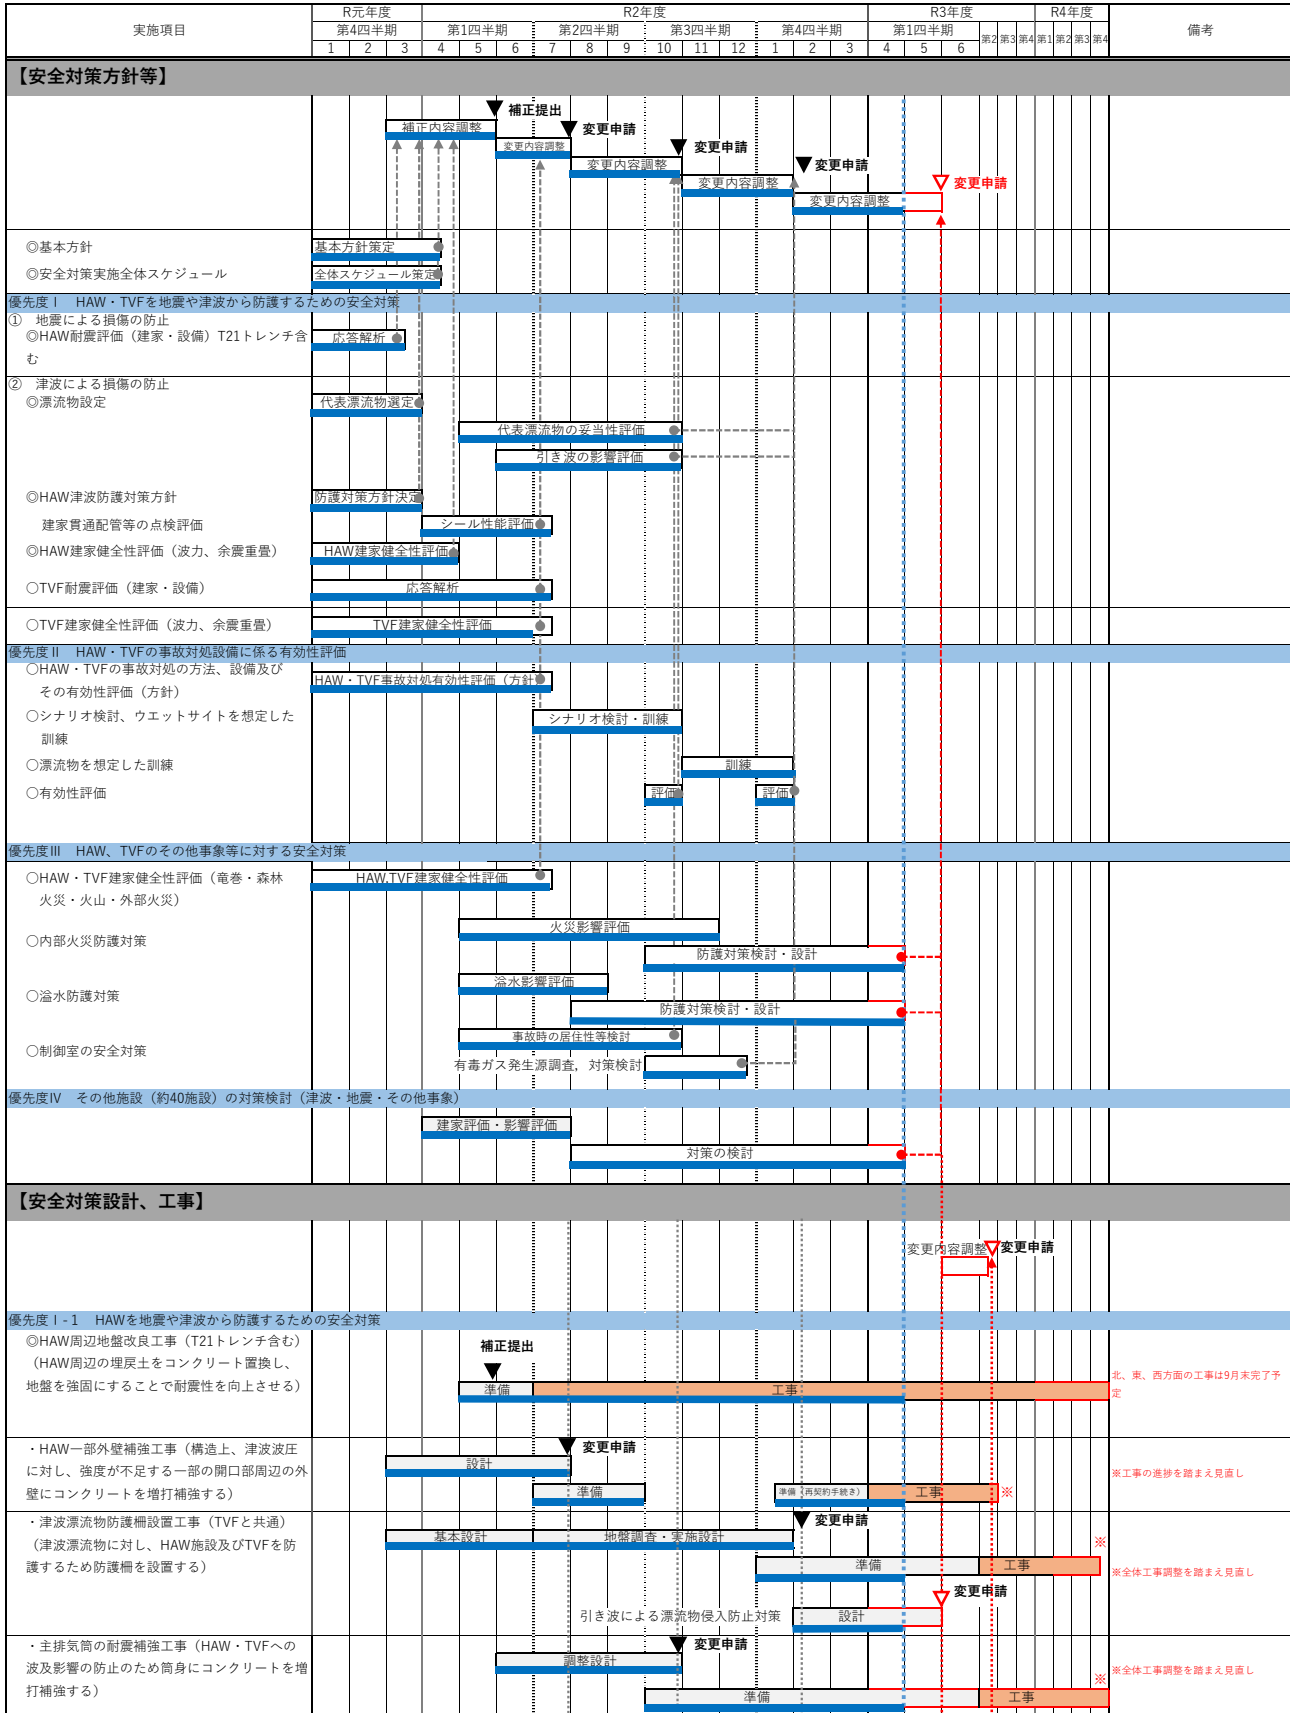 実施項目
R元年度 R2年度 R3年度 R4年度
備考
第4四半期 第1四半期 第2四半期 第3四半期 第4四半期 第1四半期 第2 第3 第4 第1 第2 第3 第4
1 2 3 4 5 6 7 8 9 10 11 12 1 2 3 4 5 6
【安全対策方針等】
補正提出
補正内容調整
変更申請
変更内容調整
変更申請
変更内容調整
変更申請
変更内容調整
変更申請
変更内容調整
◎基本方針
基本方針策定
◎安全対策実施全体スケジュール
全体スケジュール策定
優先度Ⅰ HAW・TVFを地震や津波から防護するための安全対策
① 地震による損傷の防止
◎HAW耐震評価（建家・設備）T21トレンチ含
む
応答解析
② 津波による損傷の防止
◎漂流物設定
代表漂流物選定
代表漂流物の妥当性評価
引き波の影響評価
◎HAW津波防護対策方針
防護対策方針決定
建家貫通配管等の点検評価
シール性能評価
◎HAW建家健全性評価（波力、余震重畳）
HAW建家健全性評価
○TVF耐震評価（建家・設備）
応答解析
○TVF建家健全性評価（波力、余震重畳）
TVF建家健全性評価
優先度Ⅱ HAW・TVFの事故対処設備に係る有効性評価
○HAW・TVFの事故対処の方法、設備及び
その有効性評価（方針）
HAW・TVF事故対処有効性評価（方針）
○シナリオ検討、ウエットサイトを想定した
訓練
シナリオ検討・訓練
○漂流物を想定した訓練
訓練
○有効性評価
評価 評価
優先度Ⅲ HAW、TVFのその他事象等に対する安全対策
○HAW・TVF建家健全性評価（竜巻・森林
火災・火山・外部火災）
HAW,TVF建家健全性評価
○内部火災防護対策
火災影響評価
防護対策検討・設計
○溢水防護対策
溢水影響評価
防護対策検討・設計
○制御室の安全対策
事故時の居住性等検討
有毒ガス発生源調査，対策検討
優先度Ⅳ その他施設（約40施設）の対策検討（津波・地震・その他事象）
建家評価・影響評価
対策の検討
【安全対策設計、工事】
変更内容調整
変更申請
優先度Ⅰ- 1 HAWを地震や津波から防護するための安全対策
◎HAW周辺地盤改良工事（T21トレンチ含む）
（HAW周辺の埋戻土をコンクリート置換し、
地盤を強固にすることで耐震性を向上させる）
補正提出
準備 工事
北、東、西方面の工事は9月末完了予
定
・HAW一部外壁補強工事（構造上、津波波圧
に対し、強度が不足する一部の開口部周辺の外
壁にコンクリートを増打補強する）
変更申請
設計
準備
準備（再契約手続き）
工事
※
※工事の進捗を踏まえ見直し
・津波漂流物防護柵設置工事（TVFと共通）
（津波漂流物に対し、HAW施設及びTVFを防
護するため防護柵を設置する）
変更申請
基本設計 地盤調査・実施設計
※
準備 工事
※全体工事調整を踏まえ見直し
変更申請
引き波による漂流物侵入防止対策 設計
・主排気筒の耐震補強工事（HAW・TVFへの
波及影響の防止のため筒身にコンクリートを増
打補強する）
変更申請
調整設計
※
準備 工事
※全体工事調整を踏まえ見直し